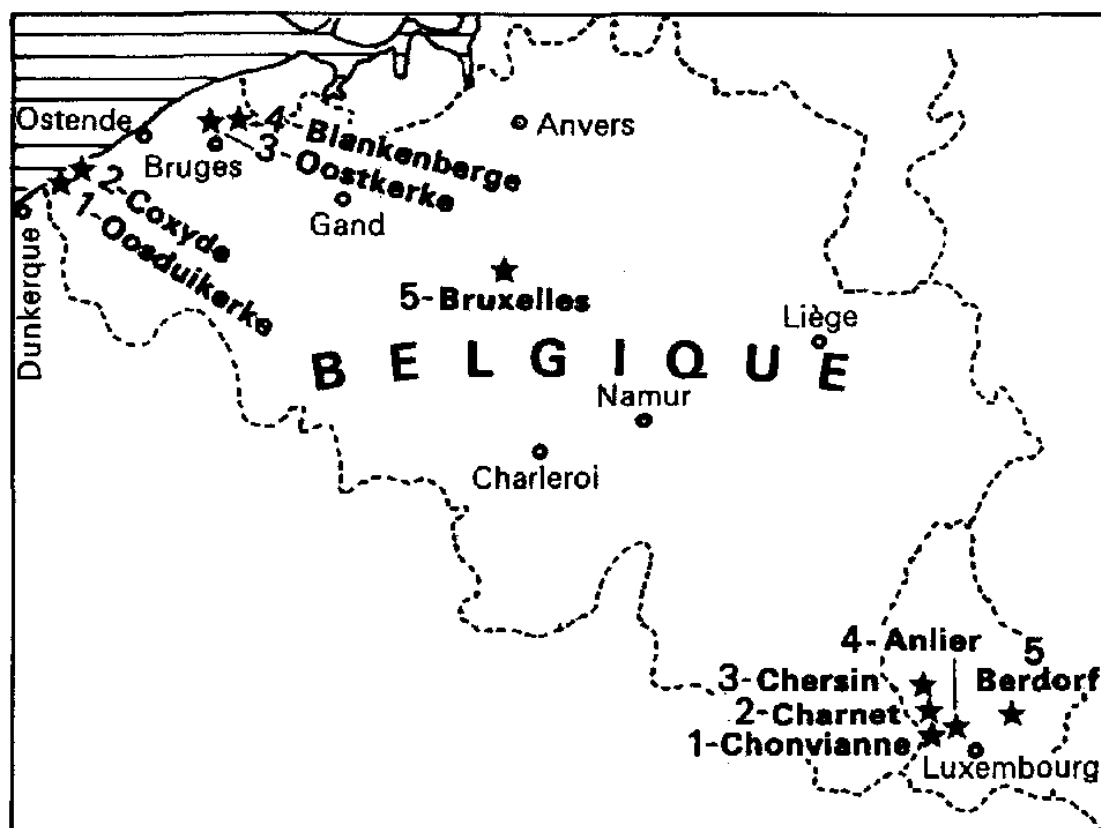 Ostende
Anvers
4-Blankenberge
Bruges
3-Oostkerke
2-Coxyde
Gand
1-Oosduikerke
Dunkerque
5-Bruxelles
Liège
BELGIQUE
Namur
Charleroi
4-Anlier
5
Berdorf
3-Chersin
2-Charnet
1-Chonvianne
Luxembourg